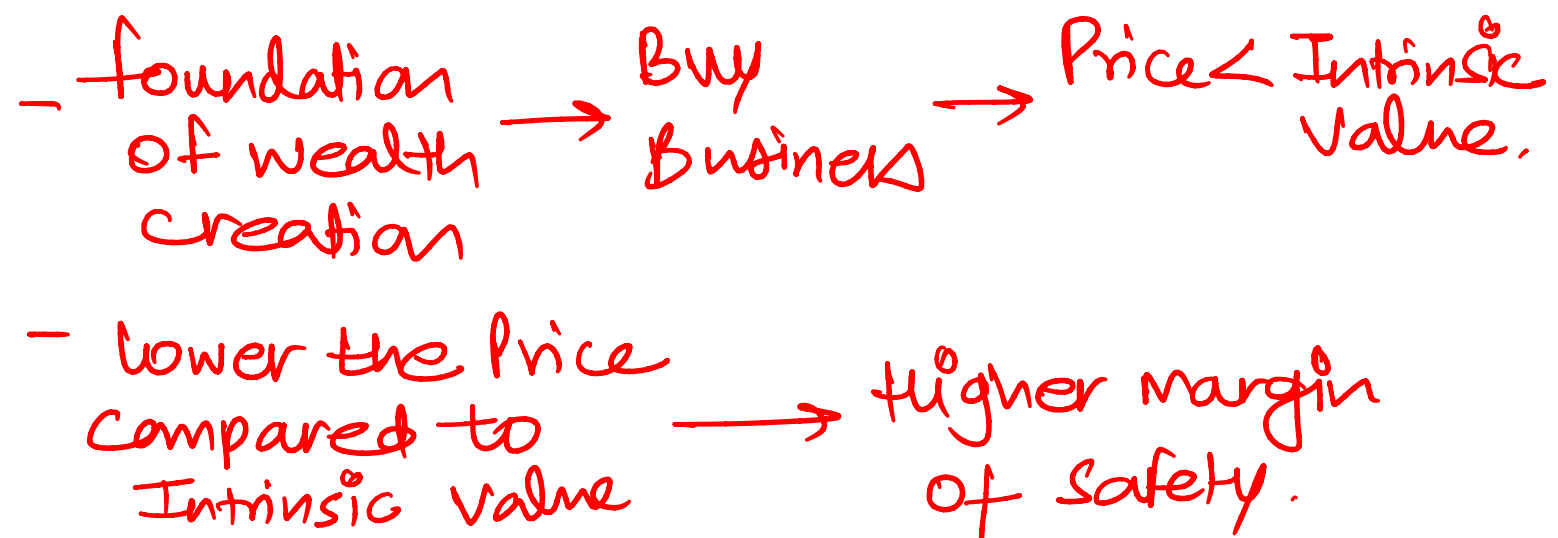 - foundation of wealth creation → Buy Business → Price < Intrinsic Value.
- lower the Price compared to Intrinsic Value → Higher Margin of Safety.